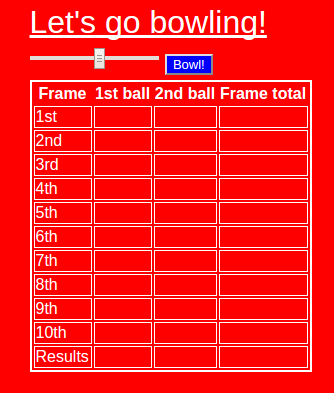 Let's go bowling!
Bowl!
Frame 1st ball 2nd ball Frame total
1st
2nd
3rd
4th
5th
6th
7th
8th
9th
10th
Results